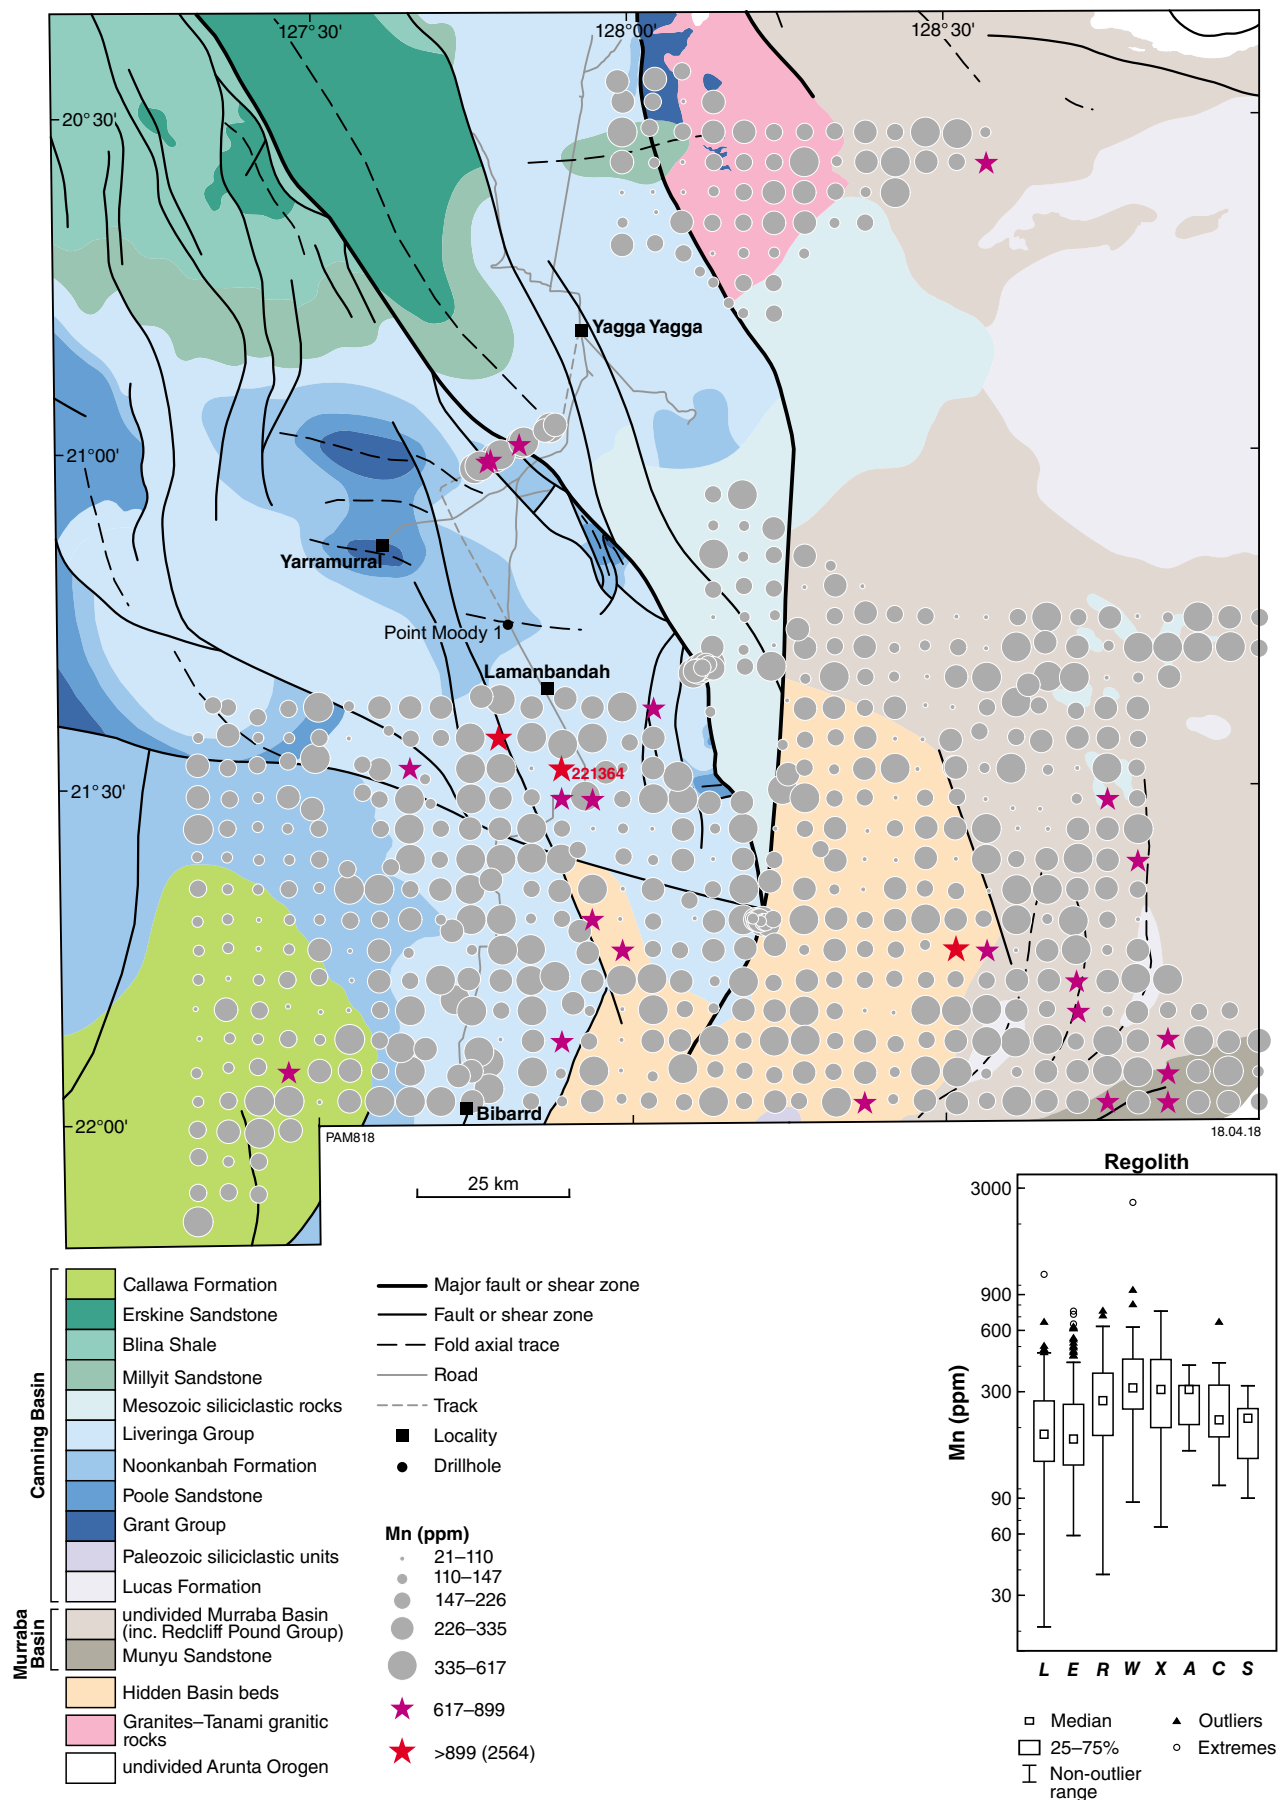 127°30'
128°00'
128°30'
20°30'
Yagga Yagga
21°00'
Yarramurral
Point Moody 1
Lamanbandah
221364
21°30'
Bibarrd
22°00'
PAM818
18.04.18
25 km
Canning Basin
Callawa Formation
Erskine Sandstone
Blina Shale
Millyit Sandstone
Mesozoic siliciclastic rocks
Liveringa Group
Noonkanbah Formation
Poole Sandstone
Grant Group
Paleozoic siliciclastic units
Lucas Formation
Murraba
Basin
undivided Murraba Basin
(inc. Redcliff Pound Group)
Munyu Sandstone
Hidden Basin beds
Granites–Tanami granitic
rocks
undivided Arunta Orogen
Major fault or shear zone
Fault or shear zone
Fold axial trace
Road
Track
Locality
Drillhole
Mn (ppm)
21–110
110–147
147–226
226–335
335–617
617–899
>899 (2564)
Regolith
Mn (ppm)
3000
900
600
300
90
60
30
L E R W X A C S
Median
Outliers
25–75%
Extremes
Non-outlier
range